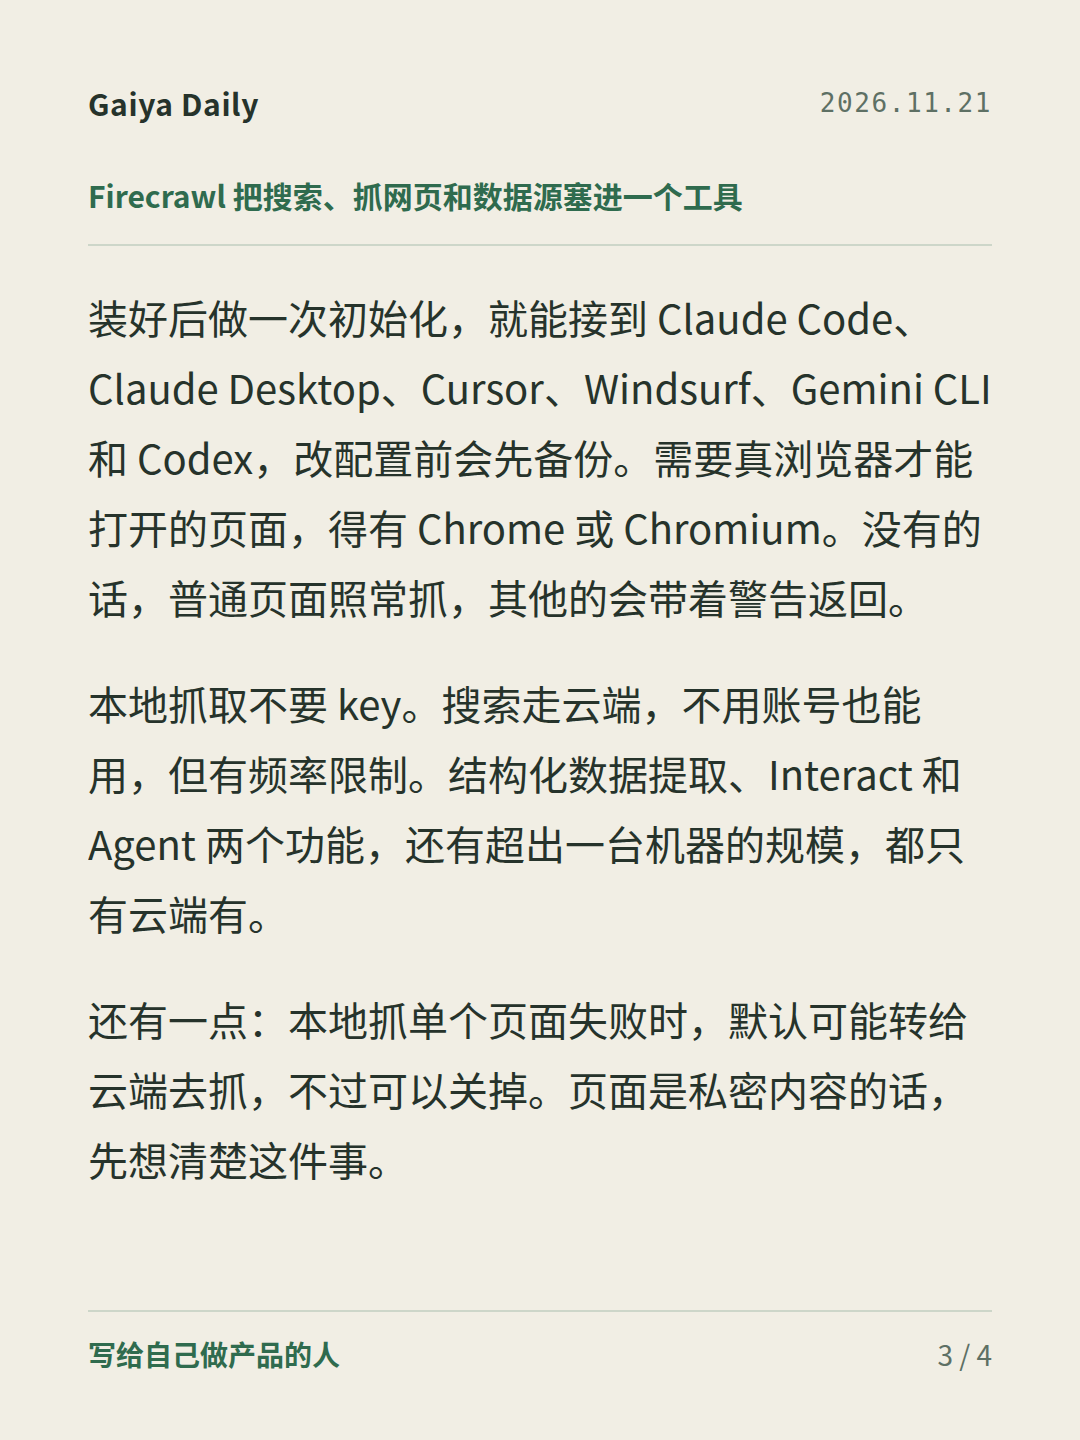 Gaiya Daily
2026.11.21
Firecrawl 把搜索、抓网页和数据源塞进一个工具
装好后做一次初始化，就能接到 Claude Code、
Claude Desktop、Cursor、Windsurf、Gemini CLI
和 Codex，改配置前会先备份。需要真浏览器才能
打开的页面，得有 Chrome 或 Chromium。没有的
话，普通页面照常抓，其他的会带着警告返回。
本地抓取不要 key。搜索走云端，不用账号也能
用，但有频率限制。结构化数据提取、Interact 和
Agent 两个功能，还有超出一台机器的规模，都只
有云端有。
还有一点：本地抓单个页面失败时，默认可能转给
云端去抓，不过可以关掉。页面是私密内容的话，
先想清楚这件事。
写给自己做产品的人
3 / 4